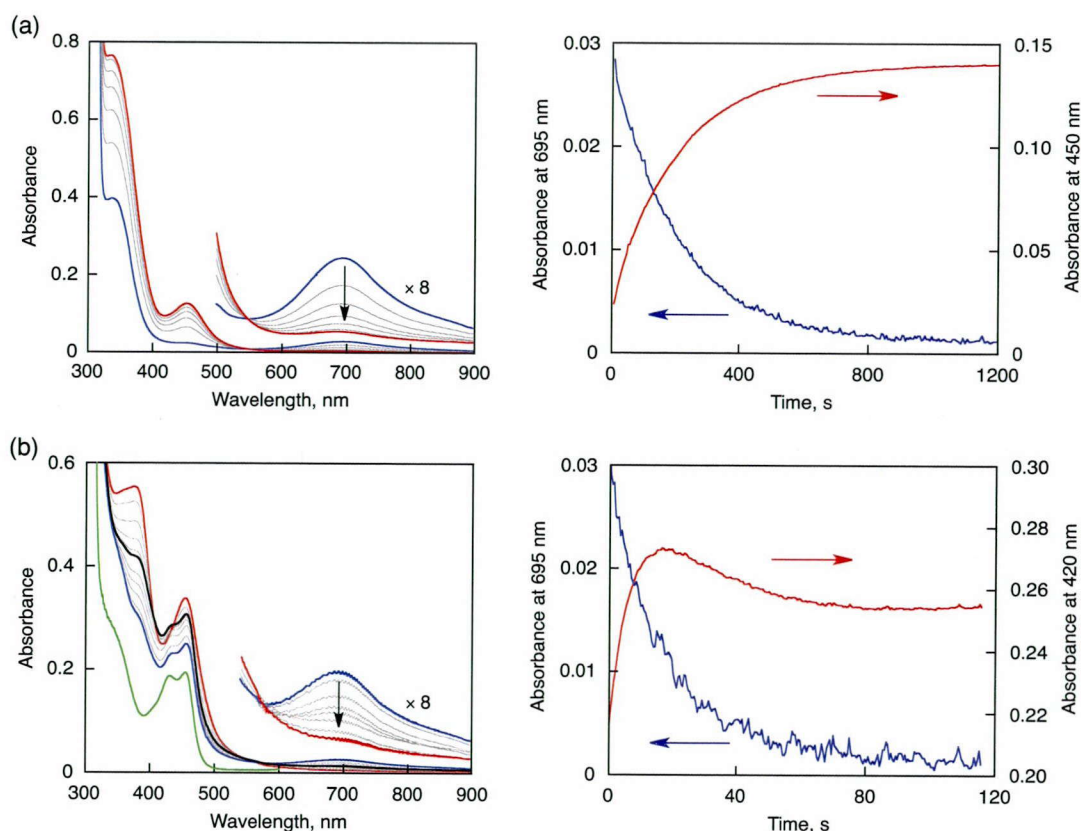 (a)
0.8
0.6
0.4
0.2
0
Absorbance
× 8
300 400 500 600 700 800 900
Wavelength, nm
0.03
0.02
0.01
0
Absorbance at 695 nm
0.15
0.10
0.05
0
Absorbance at 450 nm
0 400 800 1200
Time, s
(b)
0.6
0.4
0.2
0
Absorbance
× 8
300 400 500 600 700 800 900
Wavelength, nm
0.03
0.02
0.01
0
Absorbance at 695 nm
0.30
0.28
0.26
0.24
0.22
0.20
Absorbance at 420 nm
0 40 80 120
Time, s